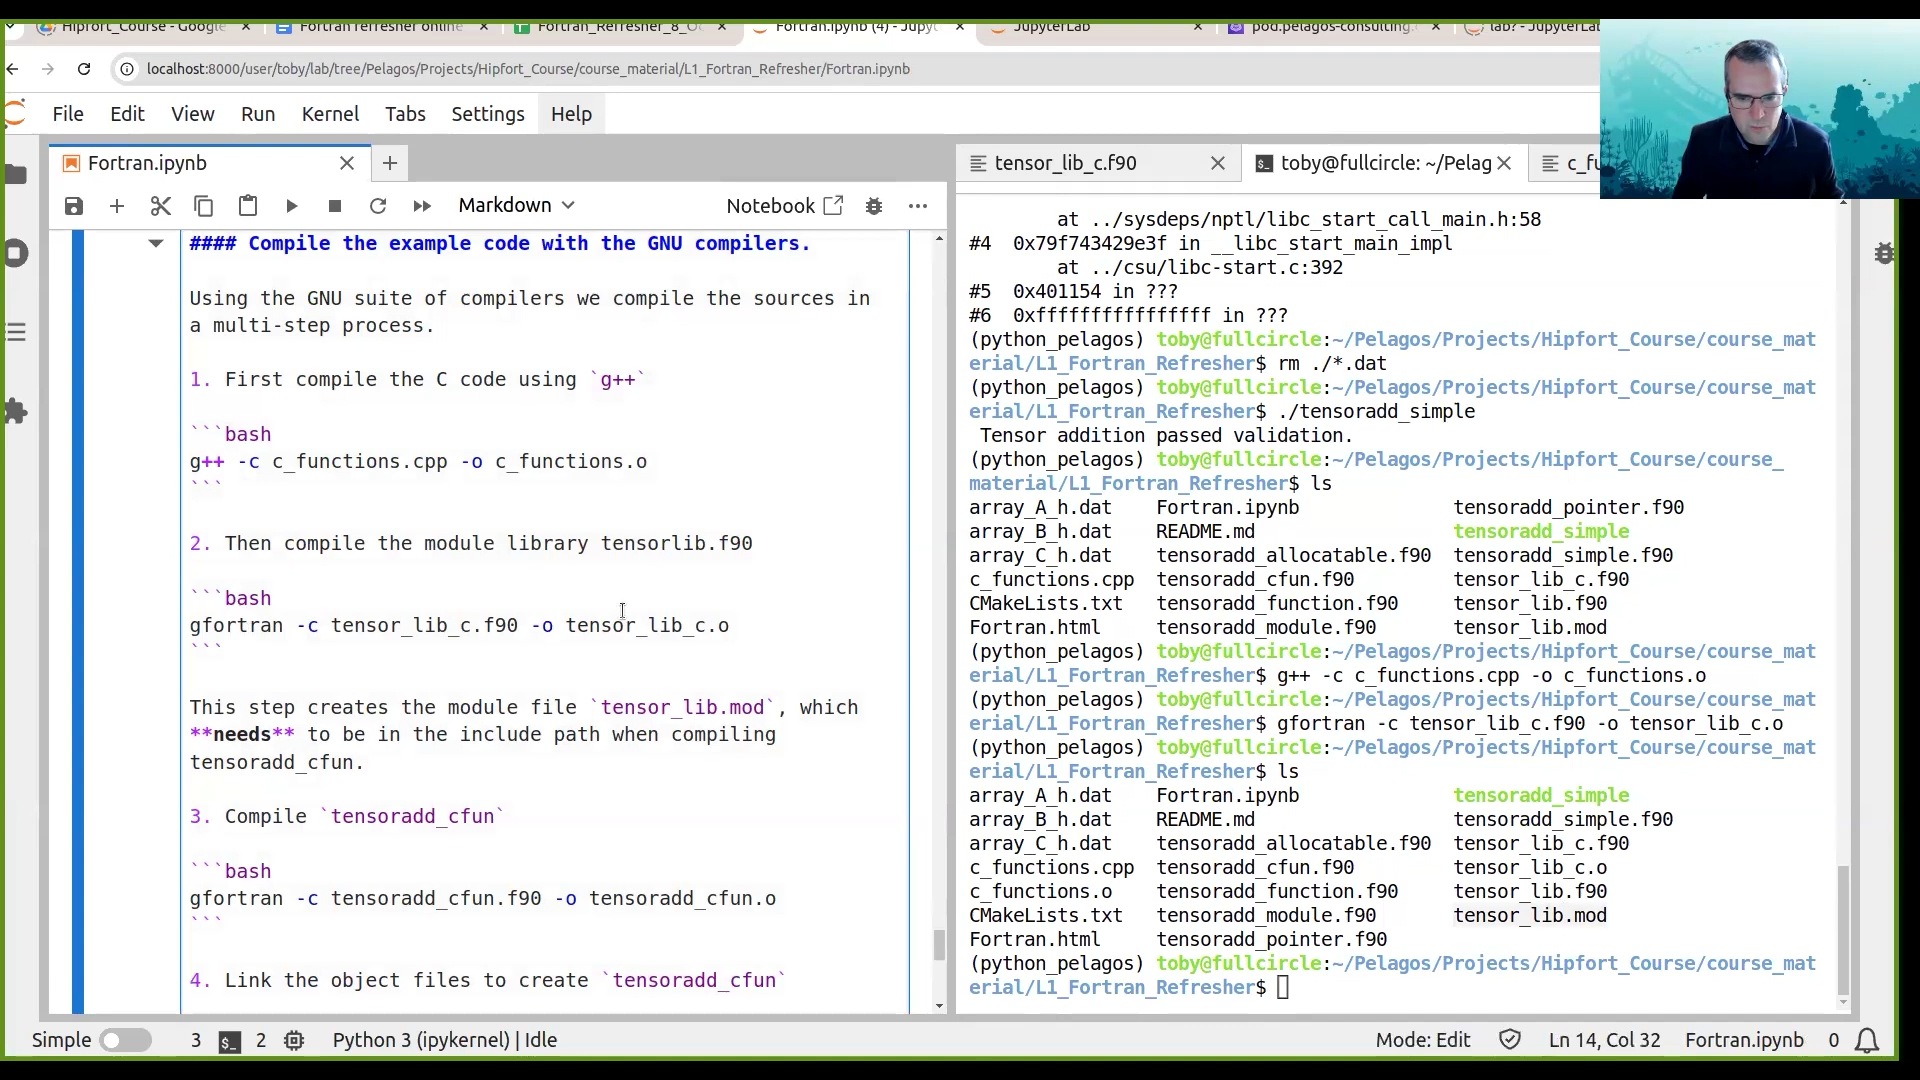 Hipfort_Course - Google
Fortran refresher online
Fortran_Refresher_8_O
Fortran.ipynb (4) - Jupyt
JupyterLab
pod.pelagos-consulting.
lab? - JupyterLab
localhost:8000/user/toby/lab/tree/Pelagos/Projects/Hipfort_Course/course_material/L1_Fortran_Refresher/Fortran.ipynb
File Edit View Run Kernel Tabs Settings Help
Fortran.ipynb
Markdown
Notebook
#### Compile the example code with the GNU compilers.
Using the GNU suite of compilers we compile the sources in
a multi-step process.
1. First compile the C code using `g++`
```bash
g++ -c c_functions.cpp -o c_functions.o
```
2. Then compile the module library tensorlib.f90
```bash
gfortran -c tensor_lib_c.f90 -o tensor_lib_c.o
```
This step creates the module file `tensor_lib.mod`, which
**needs** to be in the include path when compiling
tensoradd_cfun.
3. Compile `tensoradd_cfun`
```bash
gfortran -c tensoradd_cfun.f90 -o tensoradd_cfun.o
```
4. Link the object files to create `tensoradd_cfun`
tensor_lib_c.f90
toby@fullcircle: ~/Pelag
c_fu
at ../sysdeps/nptl/libc_start_call_main.h:58
#4 0x79f743429e3f in __libc_start_main_impl
at ../csu/libc-start.c:392
#5 0x401154 in ???
#6 0xffffffffffffffff in ???
(python_pelagos) toby@fullcircle:~/Pelagos/Projects/Hipfort_Course/course_mat
erial/L1_Fortran_Refresher$ rm ./*.dat
(python_pelagos) toby@fullcircle:~/Pelagos/Projects/Hipfort_Course/course_mat
erial/L1_Fortran_Refresher$ ./tensoradd_simple
Tensor addition passed validation.
(python_pelagos) toby@fullcircle:~/Pelagos/Projects/Hipfort_Course/course_
material/L1_Fortran_Refresher$ ls
array_A_h.dat Fortran.ipynb tensoradd_pointer.f90
array_B_h.dat README.md tensoradd_simple
array_C_h.dat tensoradd_allocatable.f90 tensoradd_simple.f90
c_functions.cpp tensoradd_cfun.f90 tensor_lib_c.f90
CMakeLists.txt tensoradd_function.f90 tensor_lib.f90
Fortran.html tensoradd_module.f90 tensor_lib.mod
(python_pelagos) toby@fullcircle:~/Pelagos/Projects/Hipfort_Course/course_mat
erial/L1_Fortran_Refresher$ g++ -c c_functions.cpp -o c_functions.o
(python_pelagos) toby@fullcircle:~/Pelagos/Projects/Hipfort_Course/course_mat
erial/L1_Fortran_Refresher$ gfortran -c tensor_lib_c.f90 -o tensor_lib_c.o
(python_pelagos) toby@fullcircle:~/Pelagos/Projects/Hipfort_Course/course_mat
erial/L1_Fortran_Refresher$ ls
array_A_h.dat Fortran.ipynb tensoradd_simple
array_B_h.dat README.md tensoradd_simple.f90
array_C_h.dat tensoradd_allocatable.f90 tensor_lib_c.f90
c_functions.cpp tensoradd_cfun.f90 tensor_lib_c.o
c_functions.o tensoradd_function.f90 tensor_lib.f90
CMakeLists.txt tensoradd_module.f90 tensor_lib.mod
Fortran.html tensoradd_pointer.f90
(python_pelagos) toby@fullcircle:~/Pelagos/Projects/Hipfort_Course/course_mat
erial/L1_Fortran_Refresher$
Simple 3 2 Python 3 (ipykernel) | Idle Mode: Edit Ln 14, Col 32 Fortran.ipynb 0